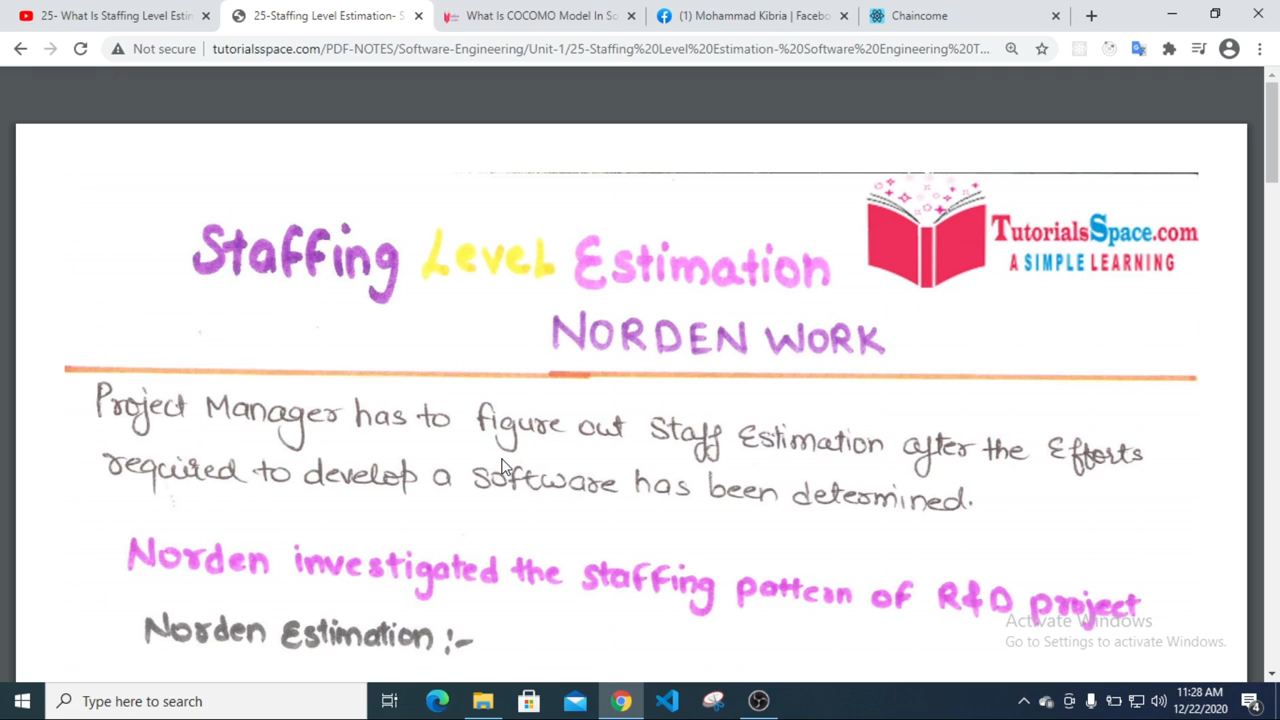 25- What Is Staffing Level Estin
25-Staffing Level Estimation- S
What Is COCOMO Model In So
(1) Mohammad Kibria | Facebo
Chaincome
Not secure
tutorialsspace.com/PDF-NOTES/Software-Engineering/Unit-1/25-Staffing%20Level%20Estimation-%20Software%20Engineering%20T...
Staffing Level Estimation
TutorialsSpace.com
A SIMPLE LEARNING
NORDEN WORK
Project Manager has to figure out Staff Estimation after the Efforts
required to develop a software has been determined.
Norden investigated the staffing pattern of R&D project
Norden Estimation :-
Activate Windows
Go to Settings to activate Windows.
Type here to search
11:28 AM
12/22/2020
4